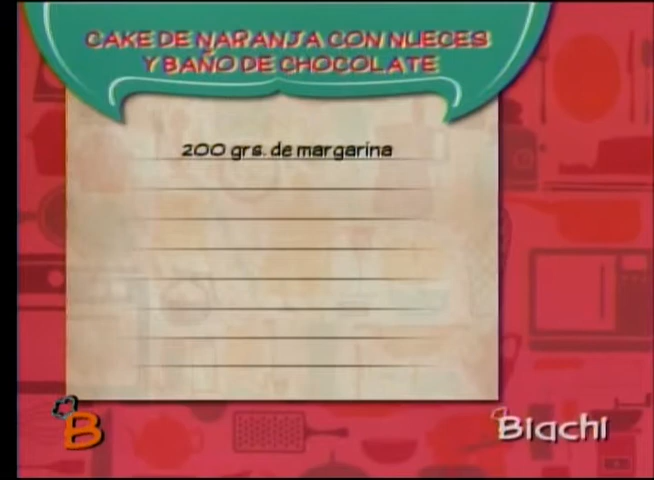 CAKE DE NARANJA CON NUECES
Y BAÑO DE CHOCOLATE
200 grs. de margarina
B
Biachi